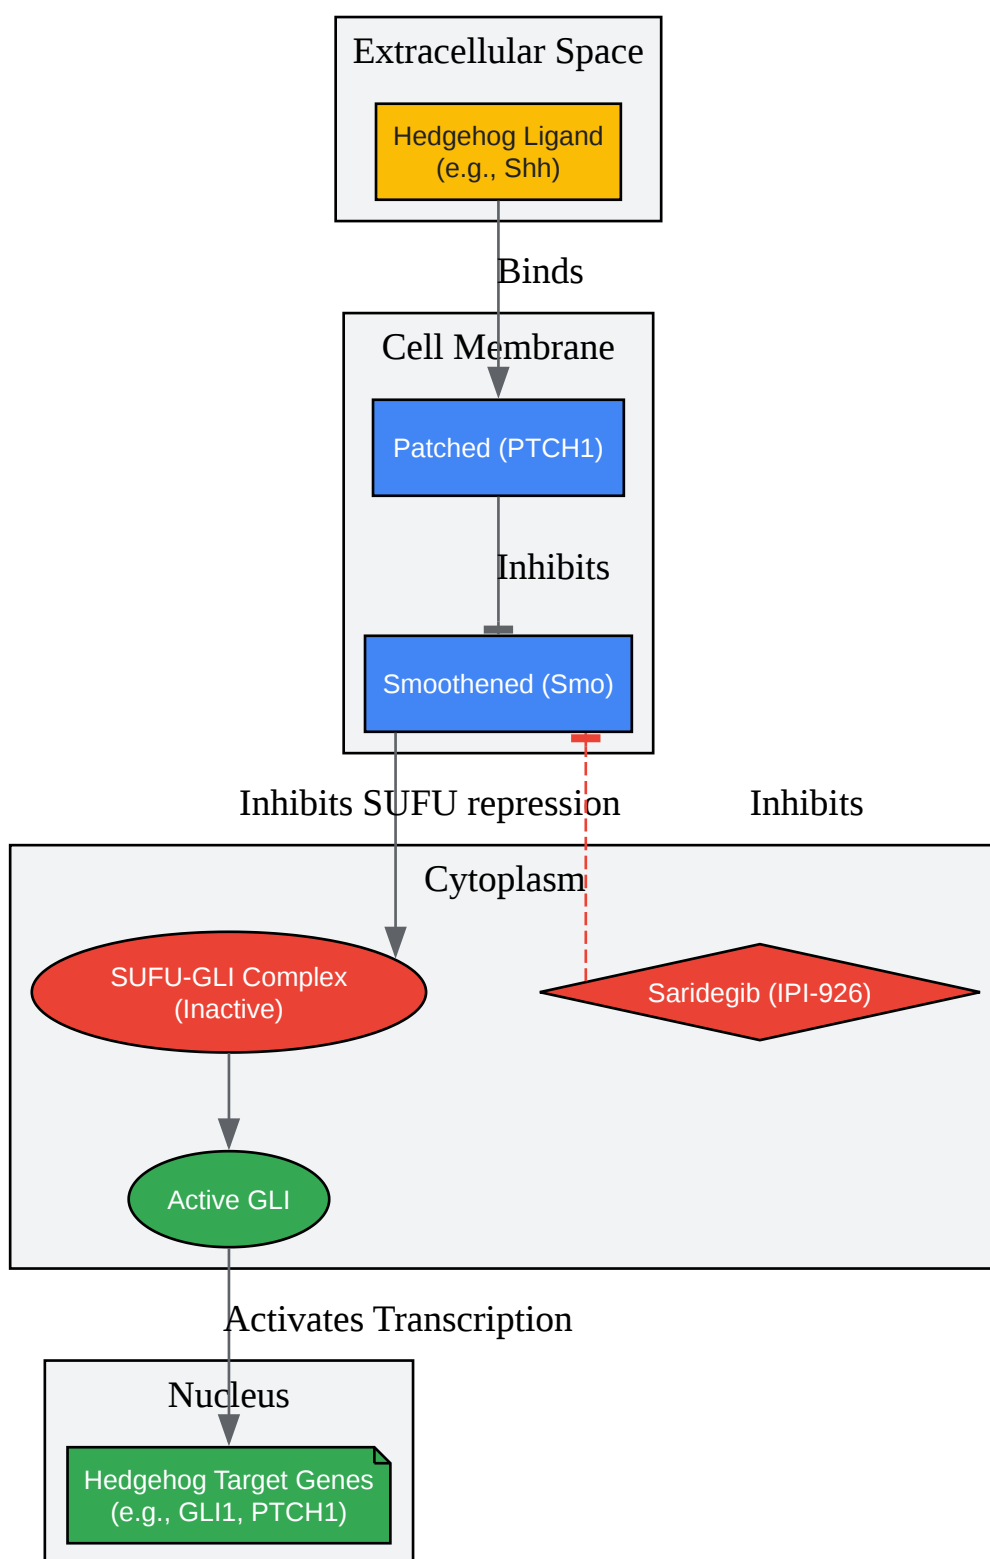 Extracellular Space
Hedgehog Ligand
(e.g., Shh)
Binds
Cell Membrane
Patched (PTCH1)
Inhibits
Smoothened (Smo)
Inhibits SUFU repression
Inhibits
Cytoplasm
SUFU-GLI Complex
(Inactive)
Saridegib (IPI-926)
Active GLI
Activates Transcription
Nucleus
Hedgehog Target Genes
(e.g., GLI1, PTCH1)